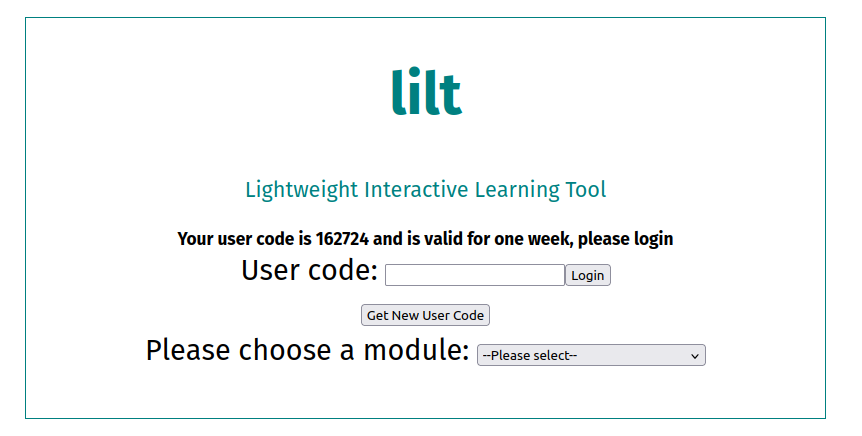 lilt
Lightweight Interactive Learning Tool
Your user code is 162724 and is valid for one week, please login
User code: Login
Get New User Code
Please choose a module: --Please select--